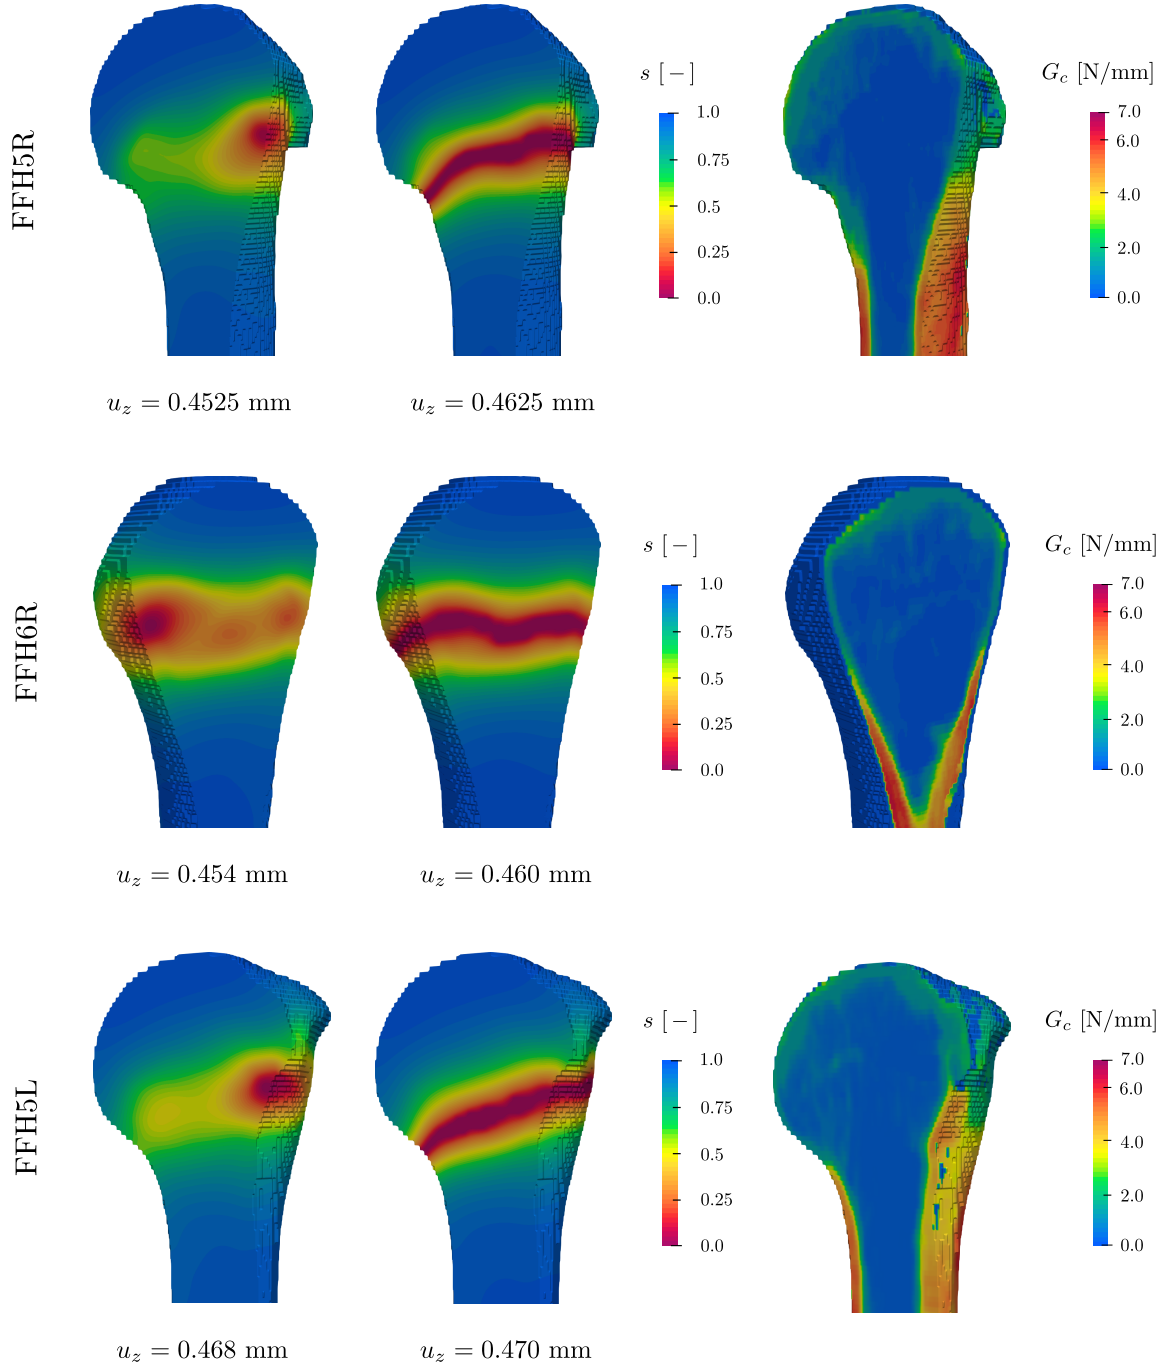 FFH5R
s [ − ]
1.0
0.75
0.5
0.25
0.0
G_c [N/mm]
7.0
6.0
4.0
2.0
0.0
u_z = 0.4525 mm
u_z = 0.4625 mm
FFH6R
s [ − ]
1.0
0.75
0.5
0.25
0.0
G_c [N/mm]
7.0
6.0
4.0
2.0
0.0
u_z = 0.454 mm
u_z = 0.460 mm
FFH5L
s [ − ]
1.0
0.75
0.5
0.25
0.0
G_c [N/mm]
7.0
6.0
4.0
2.0
0.0
u_z = 0.468 mm
u_z = 0.470 mm